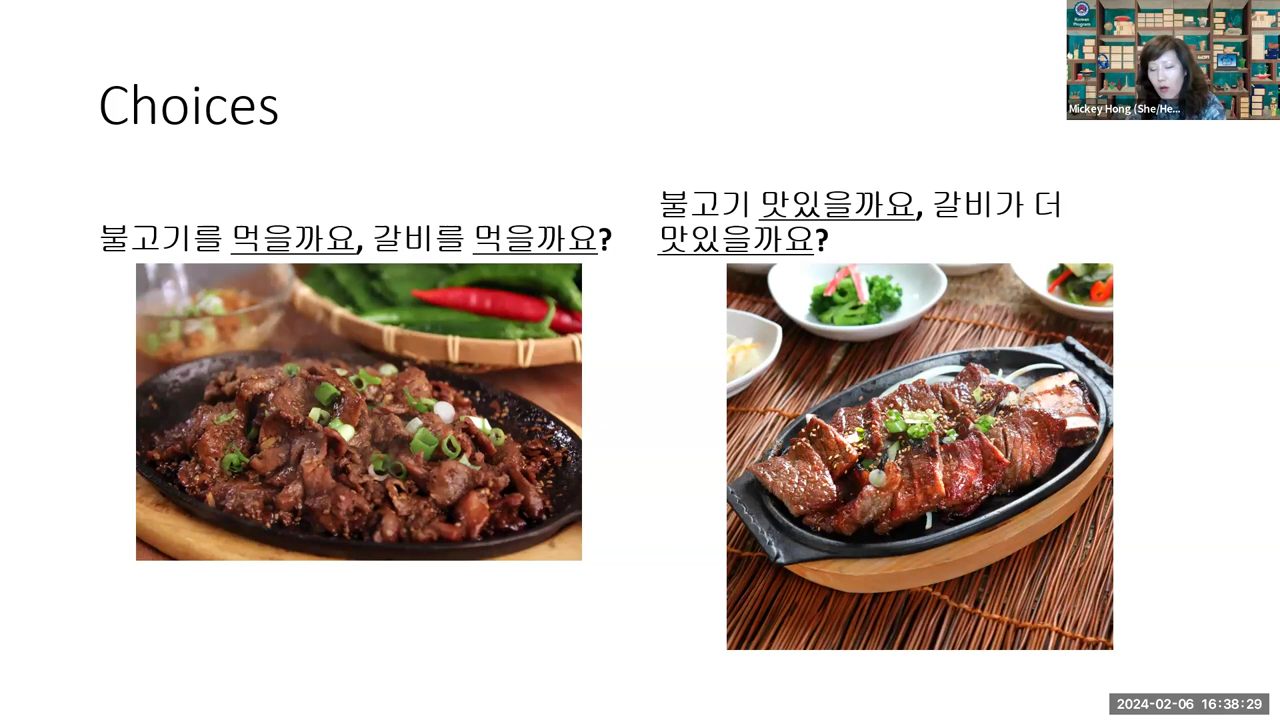 Choices
불고기를 먹을까요, 갈비를 먹을까요?
불고기 맛있을까요, 갈비가 더
맛있을까요?
Korean
Program
Mickey Hong (She/He...
2024-02-06 16:38:29